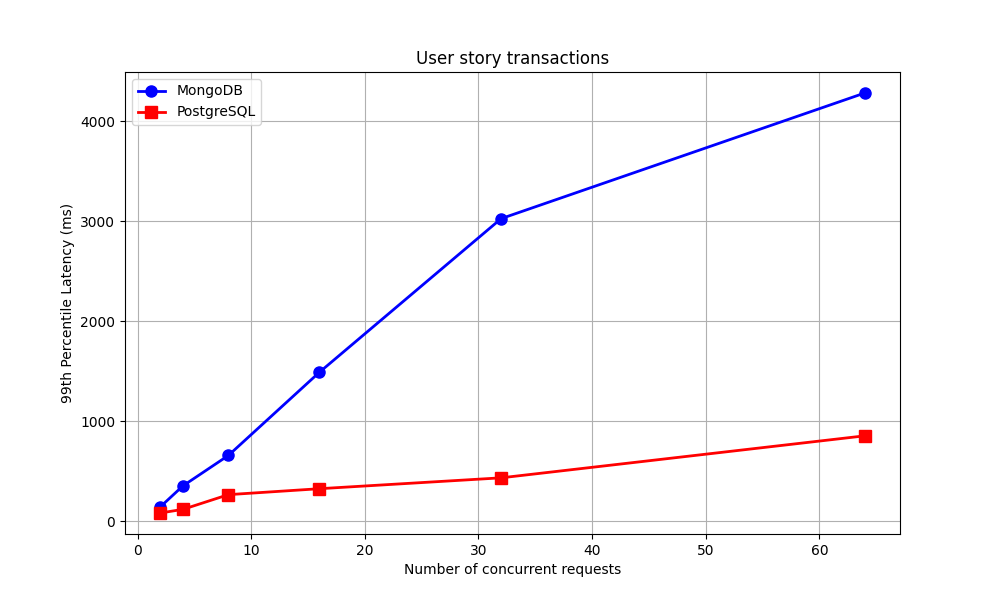 User story transactions
MongoDB
PostgreSQL
99th Percentile Latency (ms)
4000
3000
2000
1000
0
0 10 20 30 40 50 60
Number of concurrent requests